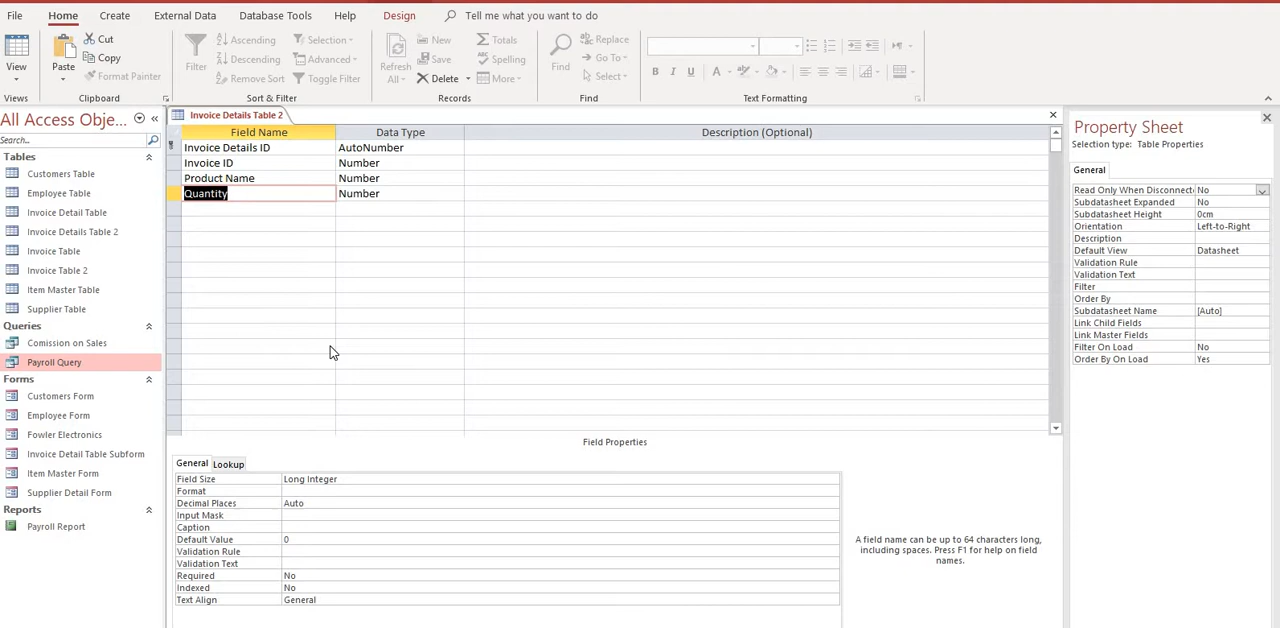 File Home Create External Data Database Tools Help Design Tell me what you want to do
View
Views
Paste
Cut
Copy
Format Painter
Clipboard
Filter
Ascending
Descending
Remove Sort
Selection
Advanced
Toggle Filter
Sort & Filter
Refresh
All
New
Save
Delete
Totals
Spelling
More
Records
Find
Replace
Go To
Select
Find
B I U A
Text Formatting
All Access Obje...
Search...
Tables
Customers Table
Employee Table
Invoice Detail Table
Invoice Details Table 2
Invoice Table
Invoice Table 2
Item Master Table
Supplier Table
Queries
Comission on Sales
Payroll Query
Forms
Customers Form
Employee Form
Fowler Electronics
Invoice Detail Table Subform
Item Master Form
Supplier Detail Form
Reports
Payroll Report
Invoice Details Table 2
Field Name Data Type Description (Optional)
Invoice Details ID AutoNumber
Invoice ID Number
Product Name Number
Quantity Number
Field Properties
General Lookup
Field Size Long Integer
Format
Decimal Places Auto
Input Mask
Caption
Default Value 0
Validation Rule
Validation Text
Required No
Indexed No
Text Align General
A field name can be up to 64 characters long,
including spaces. Press F1 for help on field
names.
Property Sheet
Selection type: Table Properties
General
Read Only When Disconnect No
Subdatasheet Expanded No
Subdatasheet Height 0cm
Orientation Left-to-Right
Description
Default View Datasheet
Validation Rule
Validation Text
Filter
Order By
Subdatasheet Name [Auto]
Link Child Fields
Link Master Fields
Filter On Load No
Order By On Load Yes